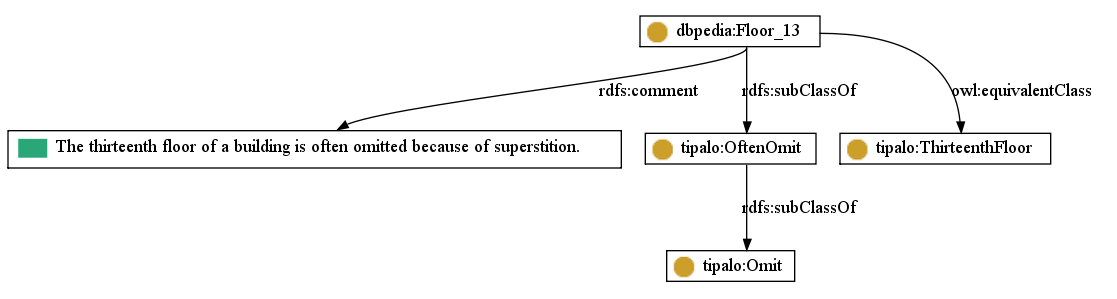 dbpedia:Floor_13
rdfs:comment
rdfs:subClassOf
owl:equivalentClass
The thirteenth floor of a building is often omitted because of superstition.
tipalo:OftenOmit
tipalo:ThirteenthFloor
rdfs:subClassOf
tipalo:Omit